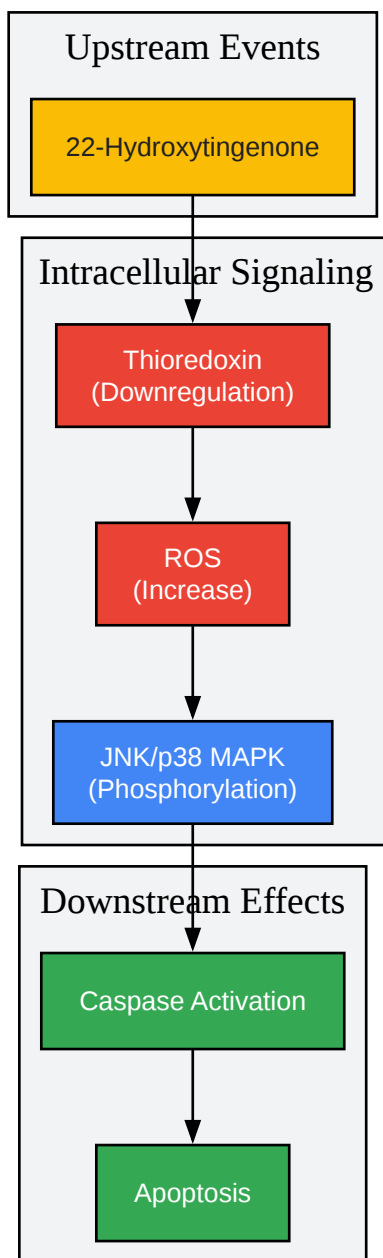 Upstream Events
22-Hydroxytingenone
Intracellular Signaling
Thioredoxin
(Downregulation)
ROS
(Increase)
JNK/p38 MAPK
(Phosphorylation)
Downstream Effects
Caspase Activation
Apoptosis